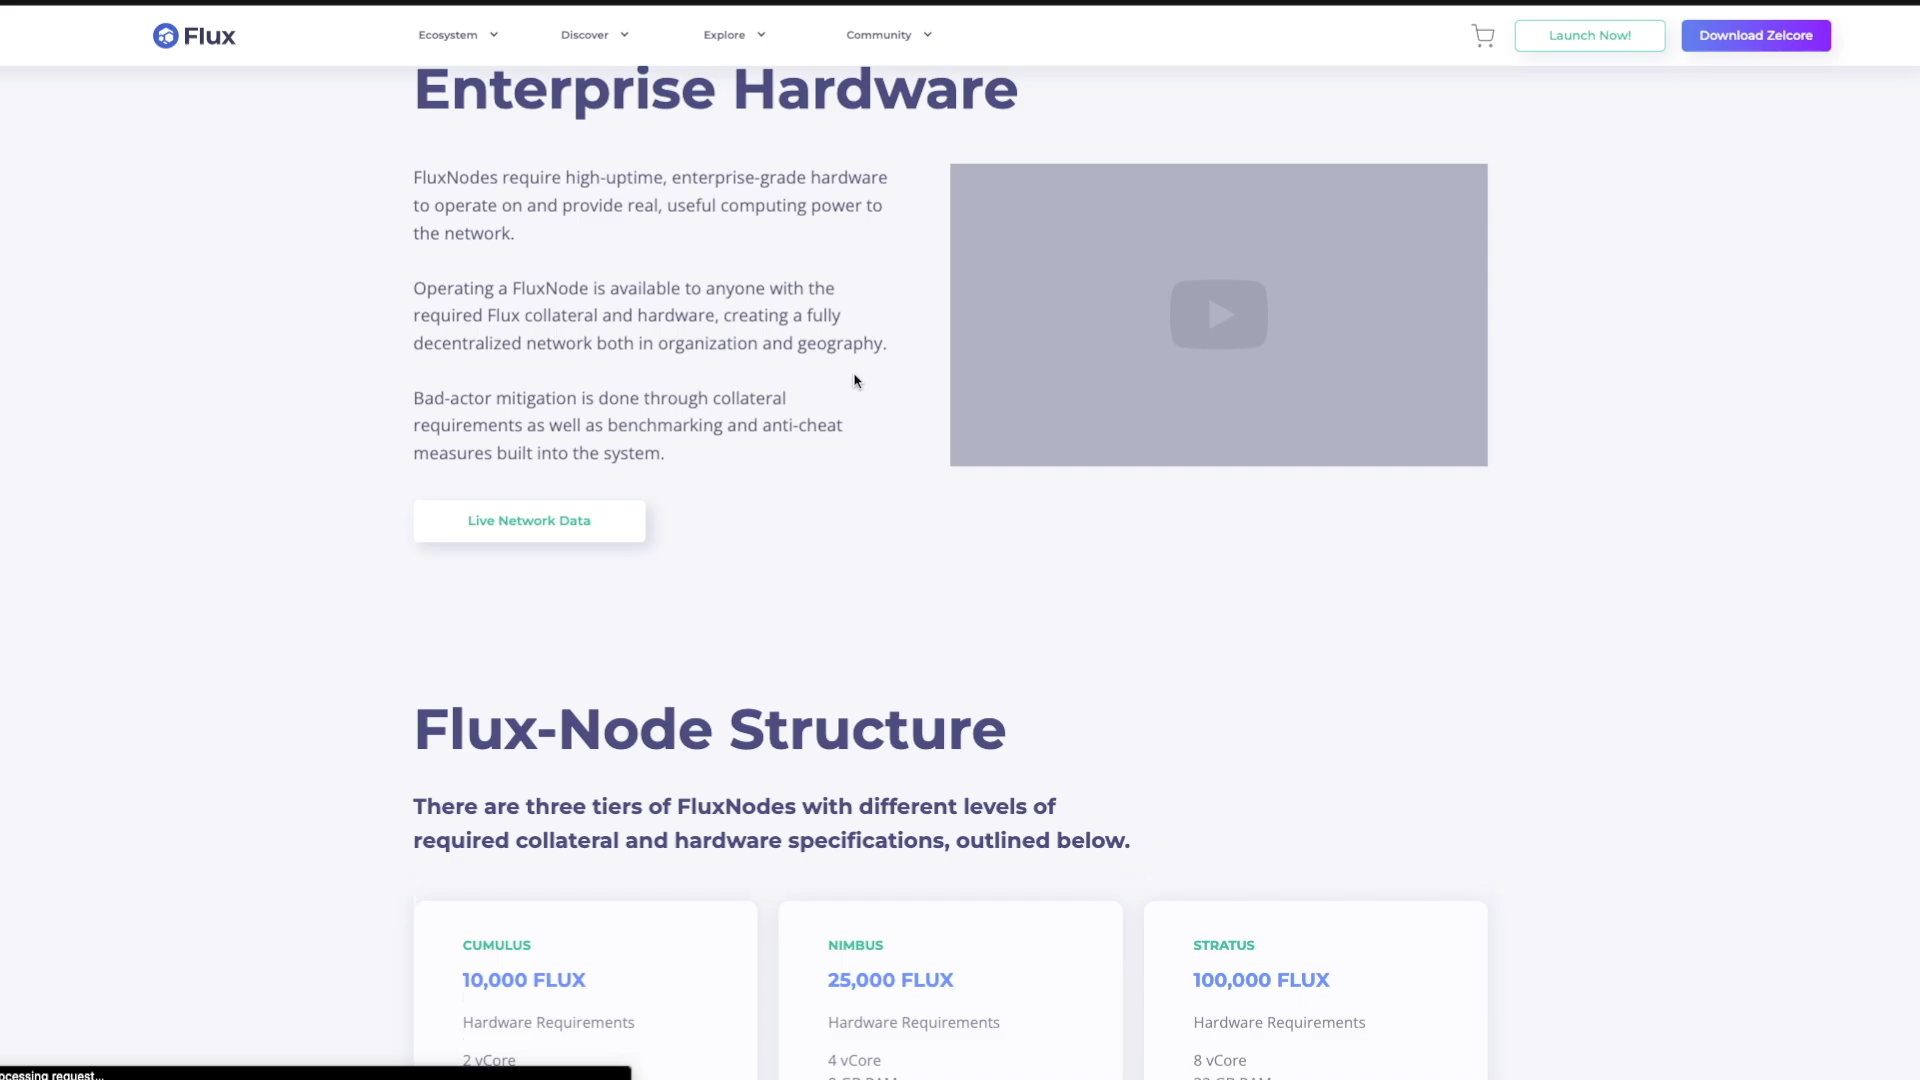 Flux
Ecosystem
Discover
Explore
Community
Launch Now!
Download Zelcore
Enterprise Hardware
FluxNodes require high-uptime, enterprise-grade hardware
to operate on and provide real, useful computing power to
the network.
Operating a FluxNode is available to anyone with the
required Flux collateral and hardware, creating a fully
decentralized network both in organization and geography.
Bad-actor mitigation is done through collateral
requirements as well as benchmarking and anti-cheat
measures built into the system.
Live Network Data
Flux-Node Structure
There are three tiers of FluxNodes with different levels of
required collateral and hardware specifications, outlined below.
CUMULUS
10,000 FLUX
Hardware Requirements
2 vCore
NIMBUS
25,000 FLUX
Hardware Requirements
4 vCore
STRATUS
100,000 FLUX
Hardware Requirements
8 vCore
ocessing request...